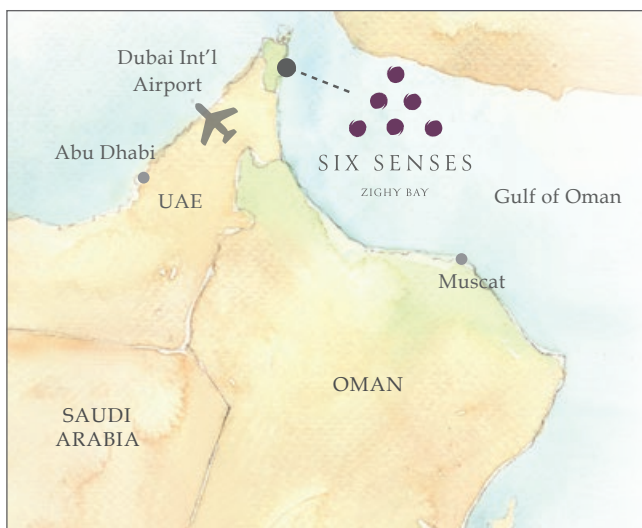 Dubai Int'l
Airport
Abu Dhabi
UAE
SIX SENSES
ZIGHY BAY
Gulf of Oman
Muscat
OMAN
SAUDI
ARABIA